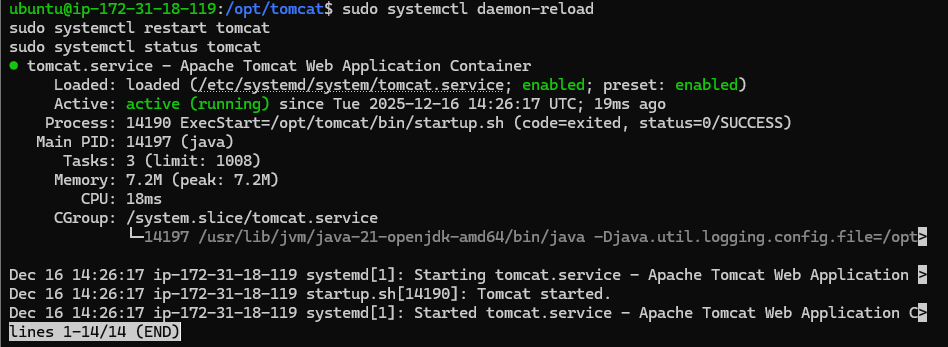 ubuntu@ip-172-31-18-119:/opt/tomcat$ sudo systemctl daemon-reload
sudo systemctl restart tomcat
sudo systemctl status tomcat
● tomcat.service - Apache Tomcat Web Application Container
     Loaded: loaded (/etc/systemd/system/tomcat.service; enabled; preset: enabled)
     Active: active (running) since Tue 2025-12-16 14:26:17 UTC; 19ms ago
    Process: 14190 ExecStart=/opt/tomcat/bin/startup.sh (code=exited, status=0/SUCCESS)
   Main PID: 14197 (java)
      Tasks: 3 (limit: 1008)
     Memory: 7.2M (peak: 7.2M)
        CPU: 18ms
     CGroup: /system.slice/tomcat.service
             └─14197 /usr/lib/jvm/java-21-openjdk-amd64/bin/java -Djava.util.logging.config.file=/opt>

Dec 16 14:26:17 ip-172-31-18-119 systemd[1]: Starting tomcat.service - Apache Tomcat Web Application >
Dec 16 14:26:17 ip-172-31-18-119 startup.sh[14190]: Tomcat started.
Dec 16 14:26:17 ip-172-31-18-119 systemd[1]: Started tomcat.service - Apache Tomcat Web Application C>
lines 1-14/14 (END)